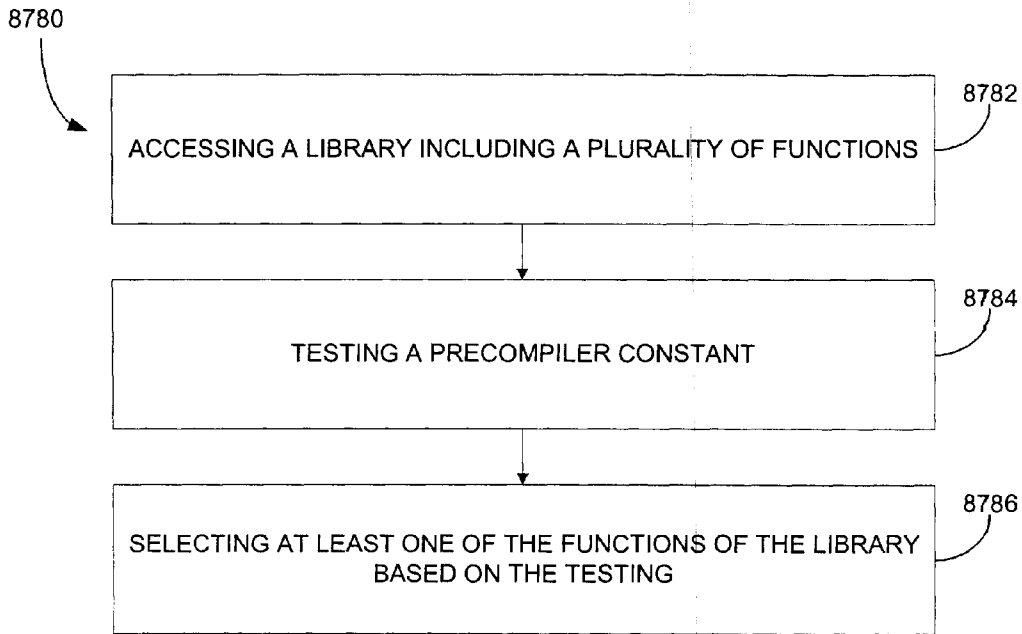 8780
8782
ACCESSING A LIBRARY INCLUDING A PLURALITY OF FUNCTIONS
8784
TESTING A PRECOMPILER CONSTANT
8786
SELECTING AT LEAST ONE OF THE FUNCTIONS OF THE LIBRARY
BASED ON THE TESTING